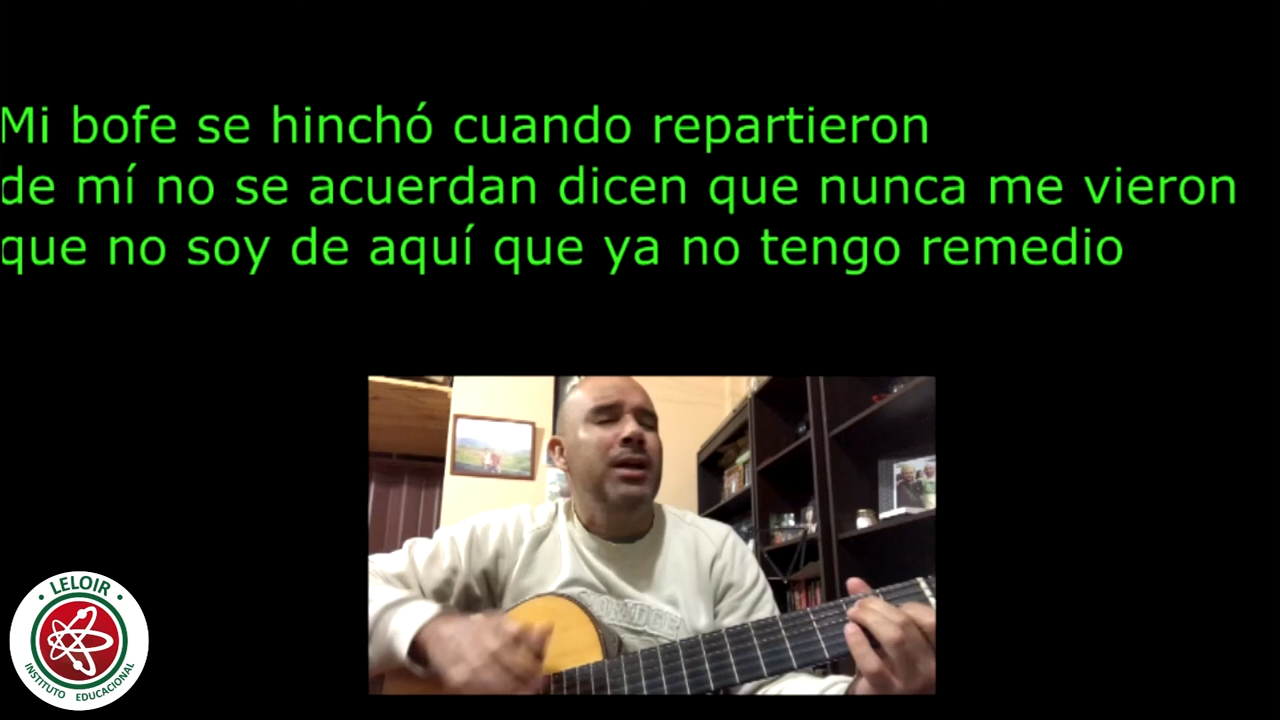 Mi bofe se hinchó cuando repartieron
de mí no se acuerdan dicen que nunca me vieron
que no soy de aquí que ya no tengo remedio
• LELOIR •
INSTITUTO EDUCACIONAL